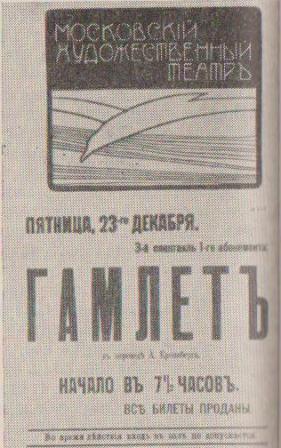 МОСКОВСКІЙ
ХУДОЖЕСТВЕННЫЙ
ТЕАТРЪ
ПЯТНИЦА, 23-го ДЕКАБРЯ.
3-й спектакль 1-го абонемента
ГАМЛЕТЪ
въ переводѣ А. Кронеберга.
НАЧАЛО ВЪ 7½ ЧАСОВЪ.
ВСѢ БИЛЕТЫ ПРОДАНЫ
Во время дѣйствія входъ въ залъ не допускается.